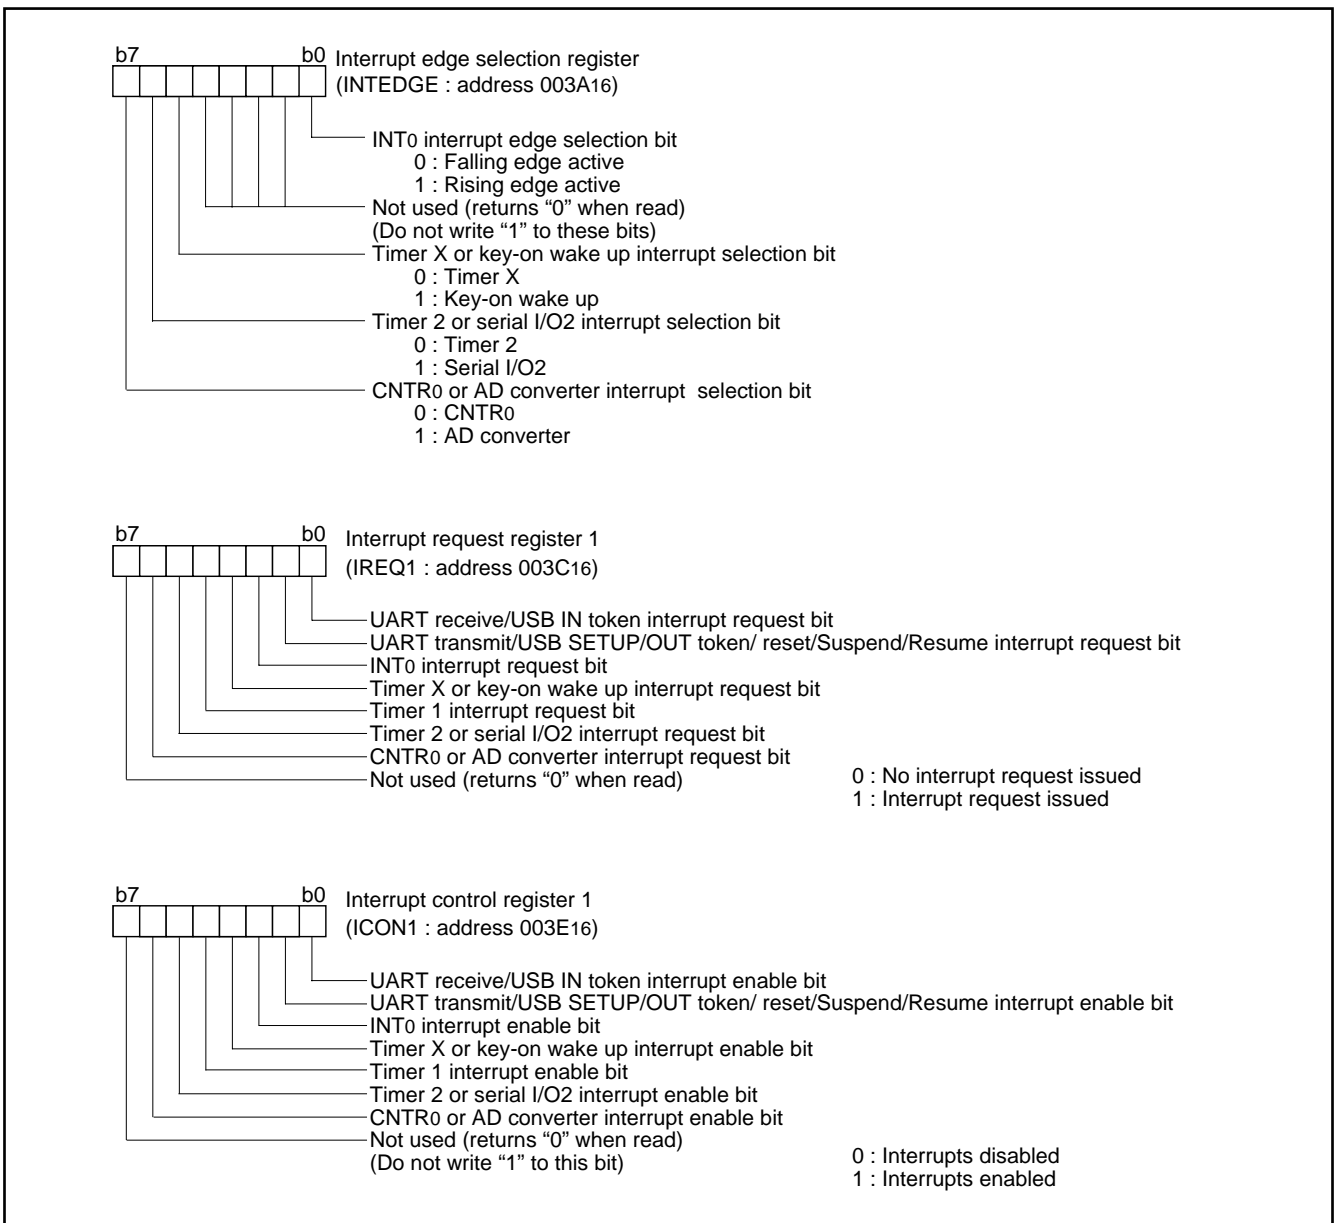 b7 b0 Interrupt edge selection register
(INTEDGE : address 003A16)
INT0 interrupt edge selection bit
0 : Falling edge active
1 : Rising edge active
Not used (returns “0” when read)
(Do not write “1” to these bits)
Timer X or key-on wake up interrupt selection bit
0 : Timer X
1 : Key-on wake up
Timer 2 or serial I/O2 interrupt selection bit
0 : Timer 2
1 : Serial I/O2
CNTR0 or AD converter interrupt selection bit
0 : CNTR0
1 : AD converter
b7 b0 Interrupt request register 1
(IREQ1 : address 003C16)
UART receive/USB IN token interrupt request bit
UART transmit/USB SETUP/OUT token/ reset/Suspend/Resume interrupt request bit
INT0 interrupt request bit
Timer X or key-on wake up interrupt request bit
Timer 1 interrupt request bit
Timer 2 or serial I/O2 interrupt request bit
CNTR0 or AD converter interrupt request bit
Not used (returns “0” when read)
0 : No interrupt request issued
1 : Interrupt request issued
b7 b0 Interrupt control register 1
(ICON1 : address 003E16)
UART receive/USB IN token interrupt enable bit
UART transmit/USB SETUP/OUT token/ reset/Suspend/Resume interrupt enable bit
INT0 interrupt enable bit
Timer X or key-on wake up interrupt enable bit
Timer 1 interrupt enable bit
Timer 2 or serial I/O2 interrupt enable bit
CNTR0 or AD converter interrupt enable bit
Not used (returns “0” when read)
(Do not write “1” to this bit)
0 : Interrupts disabled
1 : Interrupts enabled